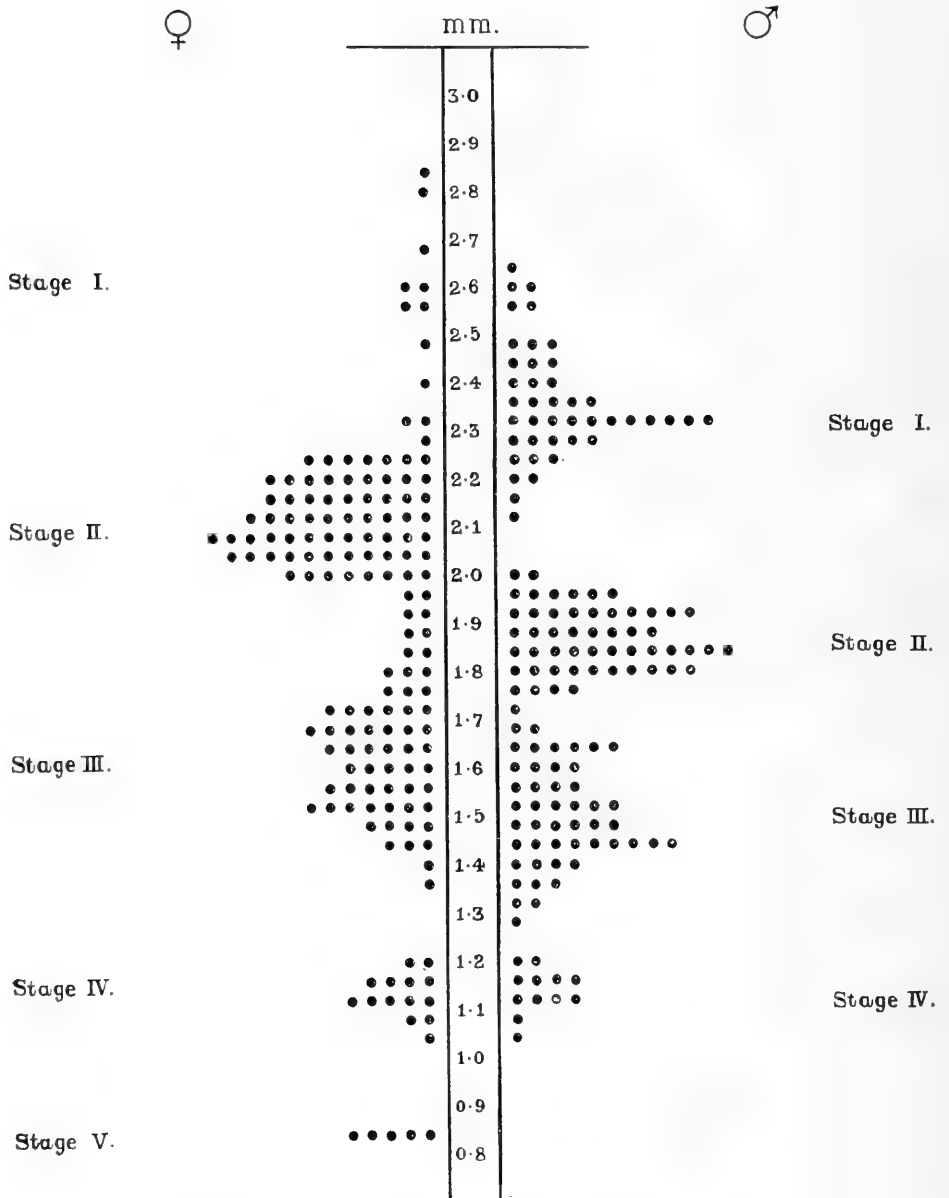 ♀ mm. ♂
3·0
2·9
2·8
2·7
Stage I.
2·6
2·5
2·4
Stage I.
2·3
2·2
Stage II.
2·1
2·0
1·9
Stage II.
1·8
1·7
Stage III.
1·6
1·5
Stage III.
1·4
1·3
1·2
Stage IV.
Stage IV.
1·1
1·0
0·9
Stage V.
0·8